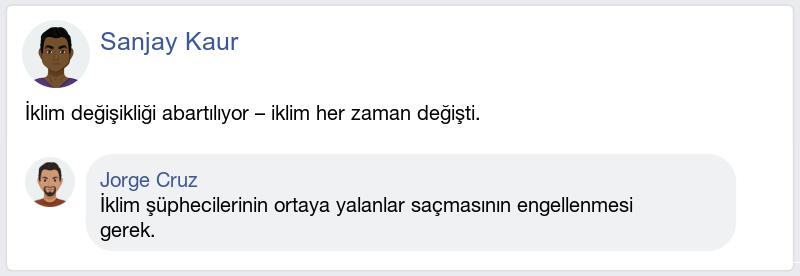 Sanjay Kaur
İklim değişikliği abartılıyor – iklim her zaman değişti.
Jorge Cruz
İklim şüphecilerinin ortaya yalanlar saçmasının engellenmesi
gerek.